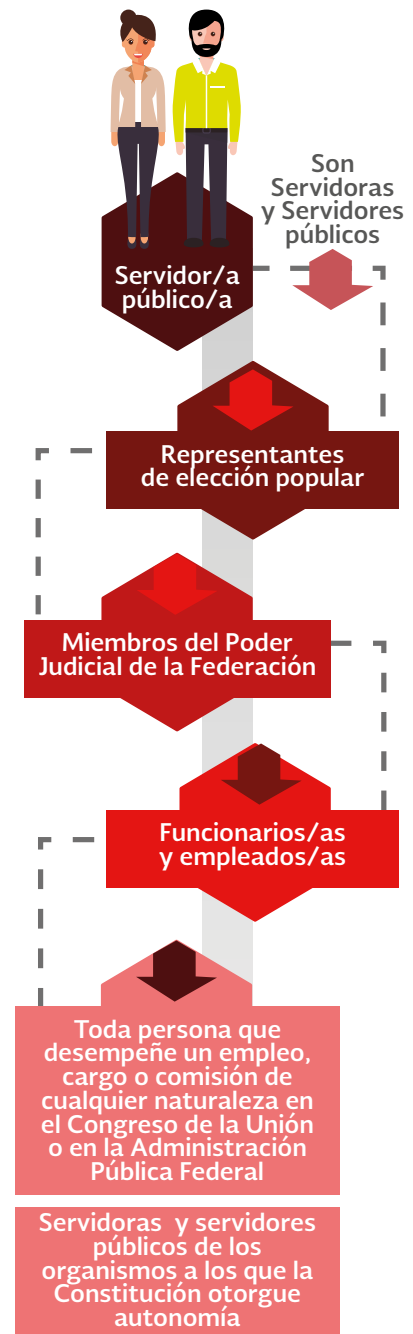 Son
Servidoras
y Servidores
públicos
Servidor/a
público/a
Representantes
de elección popular
Miembros del Poder
Judicial de la Federación
Funcionarios/as
y empleados/as
Toda persona que
desempeñe un empleo,
cargo o comisión de
cualquier naturaleza en
el Congreso de la Unión
o en la Administración
Pública Federal
Servidoras y servidores
públicos de los
organismos a los que la
Constitución otorgue
autonomía